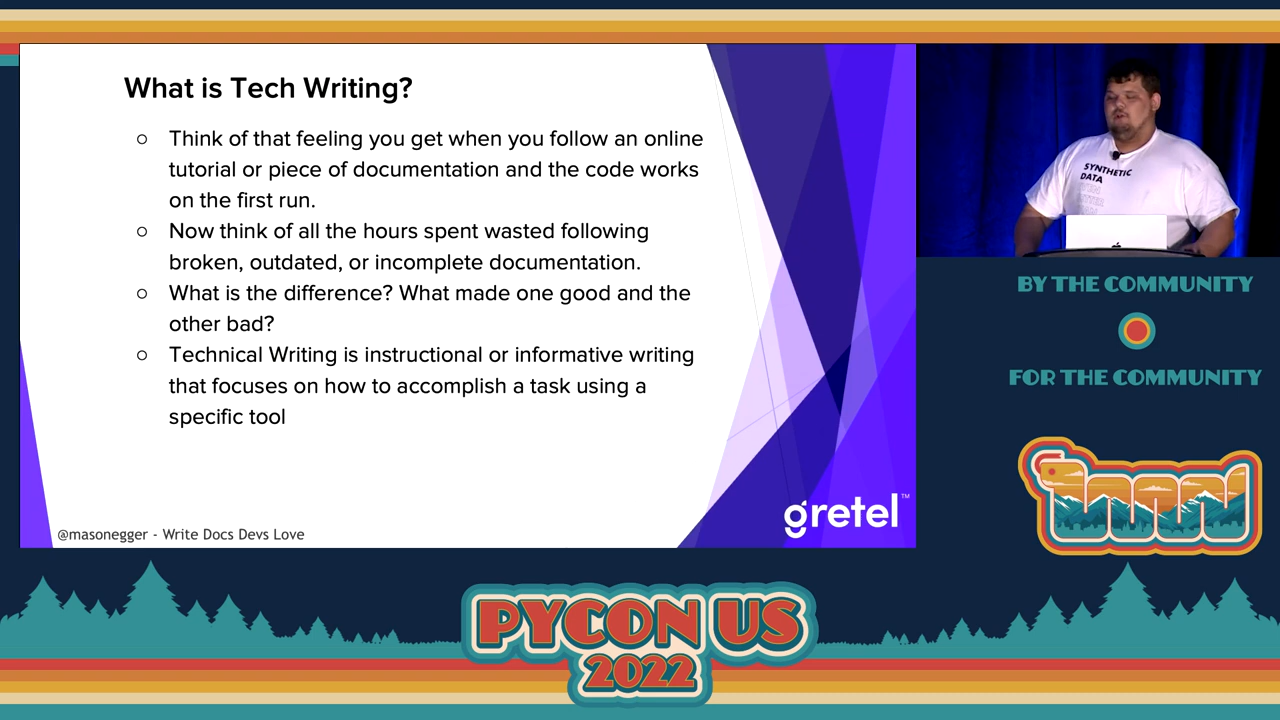 What is Tech Writing?
○ Think of that feeling you get when you follow an online
tutorial or piece of documentation and the code works
on the first run.
○ Now think of all the hours spent wasted following
broken, outdated, or incomplete documentation.
○ What is the difference? What made one good and the
other bad?
○ Technical Writing is instructional or informative writing
that focuses on how to accomplish a task using a
specific tool
@masonegger - Write Docs Devs Love
gretel™
SYNTHETIC
DATA
BY THE COMMUNITY
FOR THE COMMUNITY
PYCON US
2022